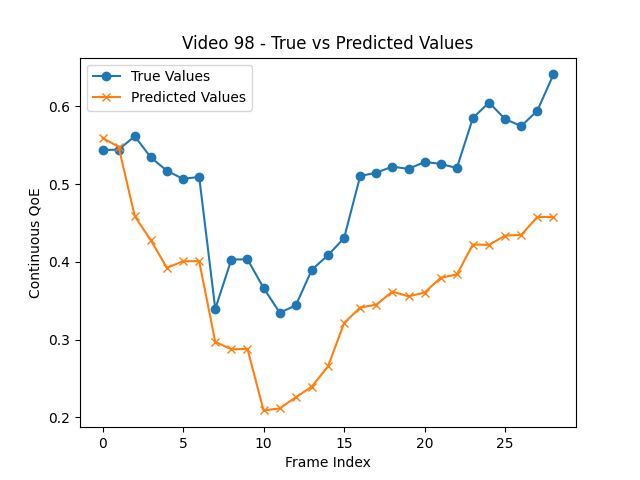 Video 98 - True vs Predicted Values
True Values
Predicted Values
0.6
0.5
0.4
0.3
0.2
Continuous QoE
0 5 10 15 20 25
Frame Index